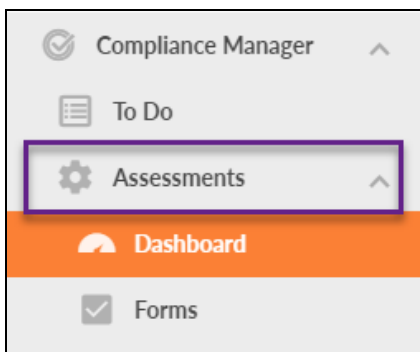 Compliance Manager
To Do
Assessments
Dashboard
Forms